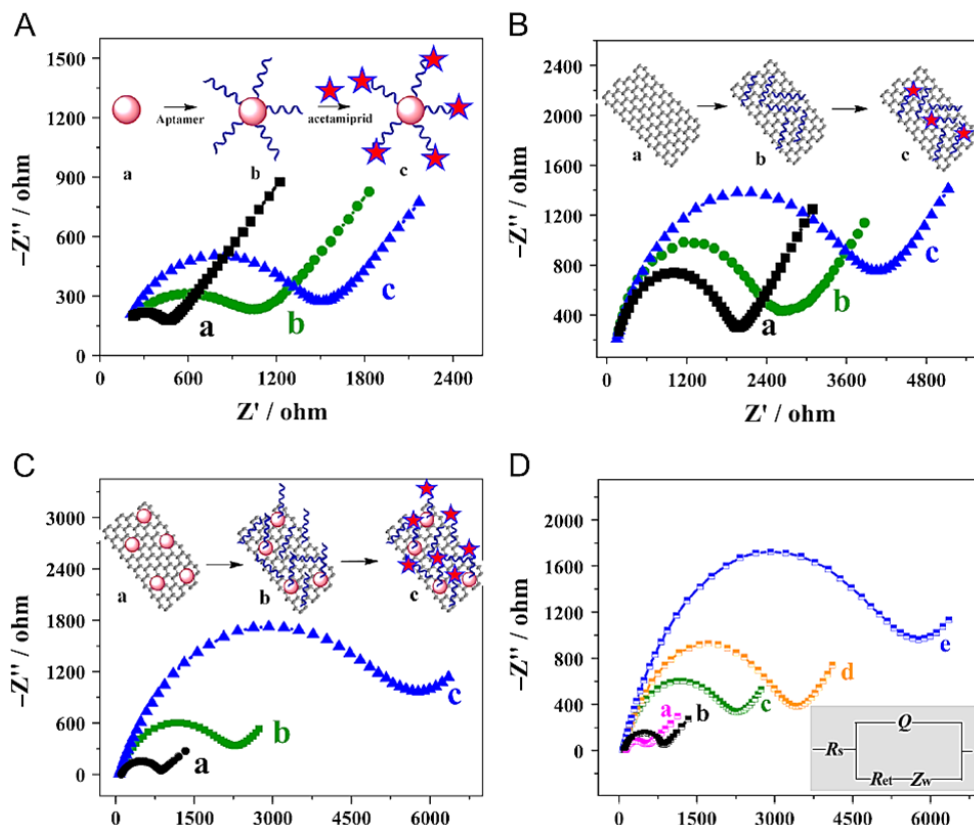 A
1500
1200
900
600
300
0
−Z'' / ohm
Aptamer
acetamiprid
a
b
c
a
b
c
0
600
1200
1800
2400
Z' / ohm
B
2400
2000
1600
1200
800
400
−Z'' / ohm
a
b
c
a
b
c
0
1200
2400
3600
4800
Z' / ohm
C
3000
2400
1800
1200
600
0
−Z'' / ohm
a
b
c
a
b
c
0
1500
3000
4500
6000
D
2000
1600
1200
800
400
0
−Z'' / ohm
a
b
c
d
e
Q
Rs
Ret
Zw
0
1500
3000
4500
6000